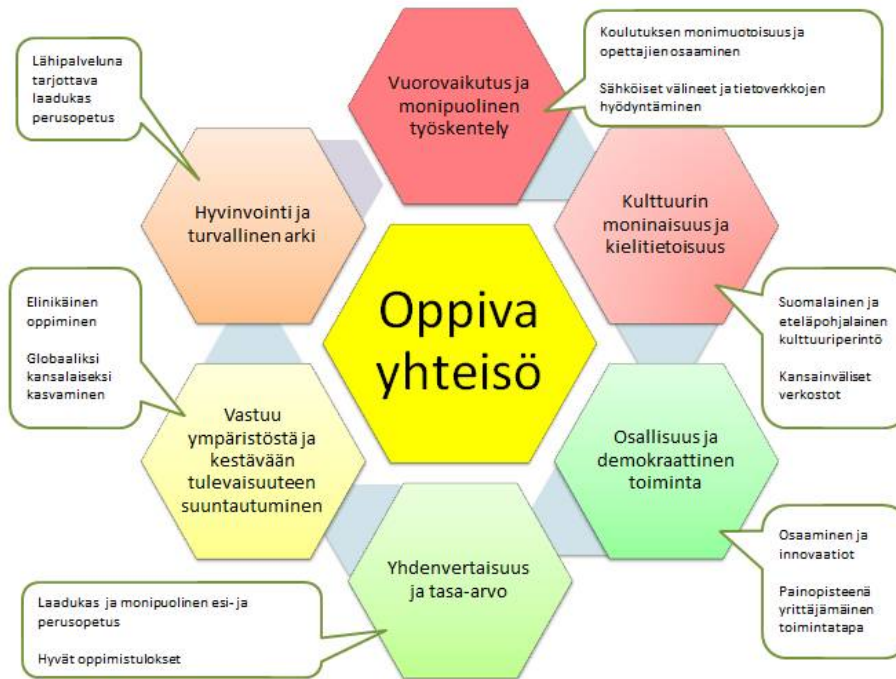 Lähipalveluna
tarjottava
laadukas
perusopetus
Vuorovaikutus ja
monipuolinen
työskentely
Koulutuksen monimuotoisuus ja
opettajien osaaminen
Sähköiset välineet ja tietoverkkojen
hyödyntäminen
Hyvinvointi ja
turvallinen arki
Kulttuurin
moninaisuus ja
kielitietoisuus
Oppiva
yhteisö
Elinikäinen
oppiminen
Globaaliksi
kansalaiseksi
kasvaminen
Suomalainen ja
eteläpohjalainen
kulttuuriperintö
Kansainväliset
verkostot
Vastuu
ympäristöstä ja
kestävään
tulevaisuuteen
suuntautuminen
Osallisuus ja
demokraattinen
toiminta
Yhdenvertaisuus
ja tasa-arvo
Osaaminen ja
innovaatiot
Painopisteenä
yrittäjämäinen
toimintatapa
Laadukas ja monipuolinen esi- ja
perusopetus
Hyvät oppimistulokset